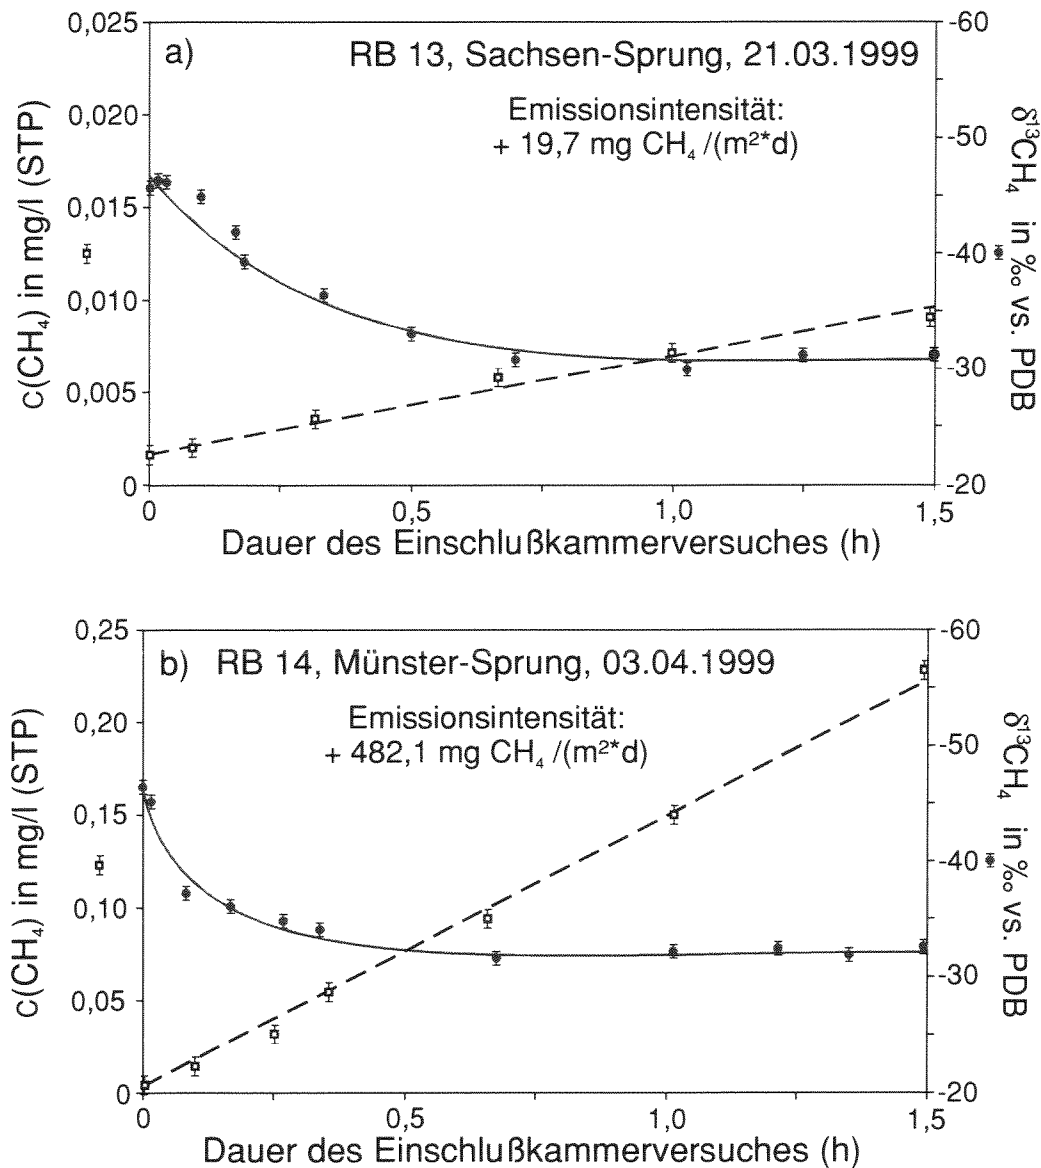 a) RB 13, Sachsen-Sprung, 21.03.1999
Emissionsintensität:
+ 19,7 mg CH₄ /(m²*d)
c(CH₄) in mg/l (STP)
0,025
0,020
0,015
0,010
0,005
0
-60
-50
-40
-30
-20
δ¹³CH₄ in ‰ vs. PDB
0 0,5 1,0 1,5
Dauer des Einschlußkammerversuches (h)
b) RB 14, Münster-Sprung, 03.04.1999
Emissionsintensität:
+ 482,1 mg CH₄ /(m²*d)
c(CH₄) in mg/l (STP)
0,25
0,20
0,15
0,10
0,05
0
-60
-50
-40
-30
-20
δ¹³CH₄ in ‰ vs. PDB
0 0,5 1,0 1,5
Dauer des Einschlußkammerversuches (h)